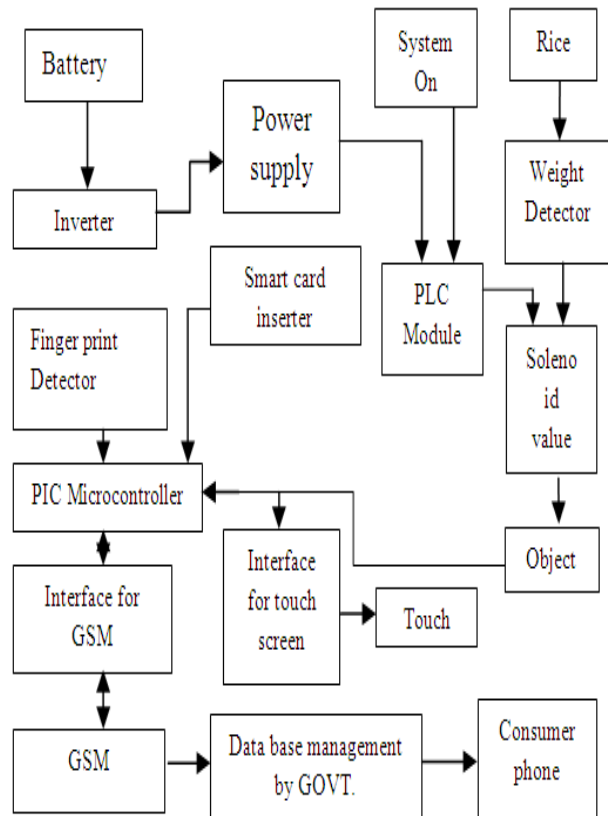 Battery
System
On
Rice
Power
supply
Inverter
Weight
Detector
Smart card
inserter
PLC
Module
Finger print
Detector
Soleno
id
value
PIC Microcontroller
Interface
for touch
screen
Object
Interface for
GSM
Touch
GSM
Data base management
by GOVT.
Consumer
phone